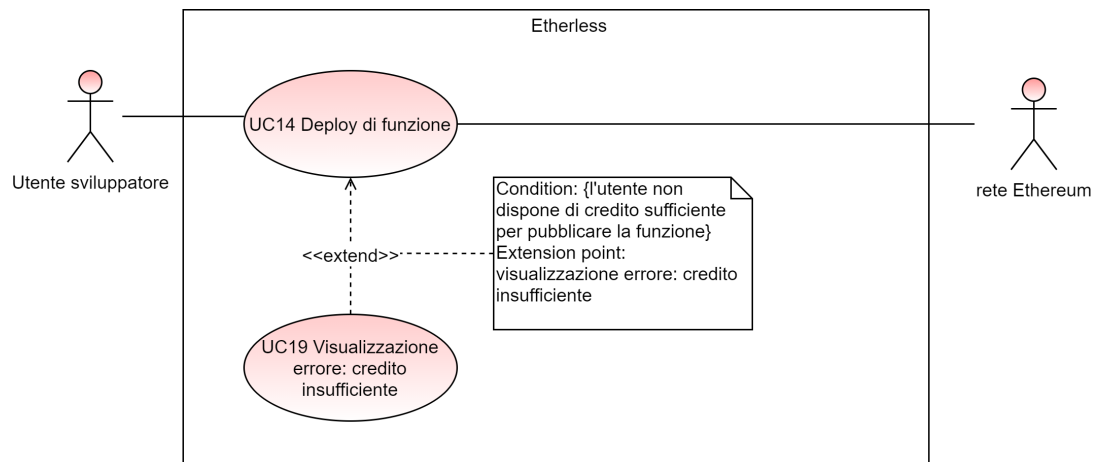 Etherless
UC14 Deploy di funzione
Utente sviluppatore
rete Ethereum
Condition: {l'utente non
dispone di credito sufficiente
per pubblicare la funzione}
Extension point:
visualizzazione errore: credito
insufficiente
<<extend>>
UC19 Visualizzazione
errore: credito
insufficiente